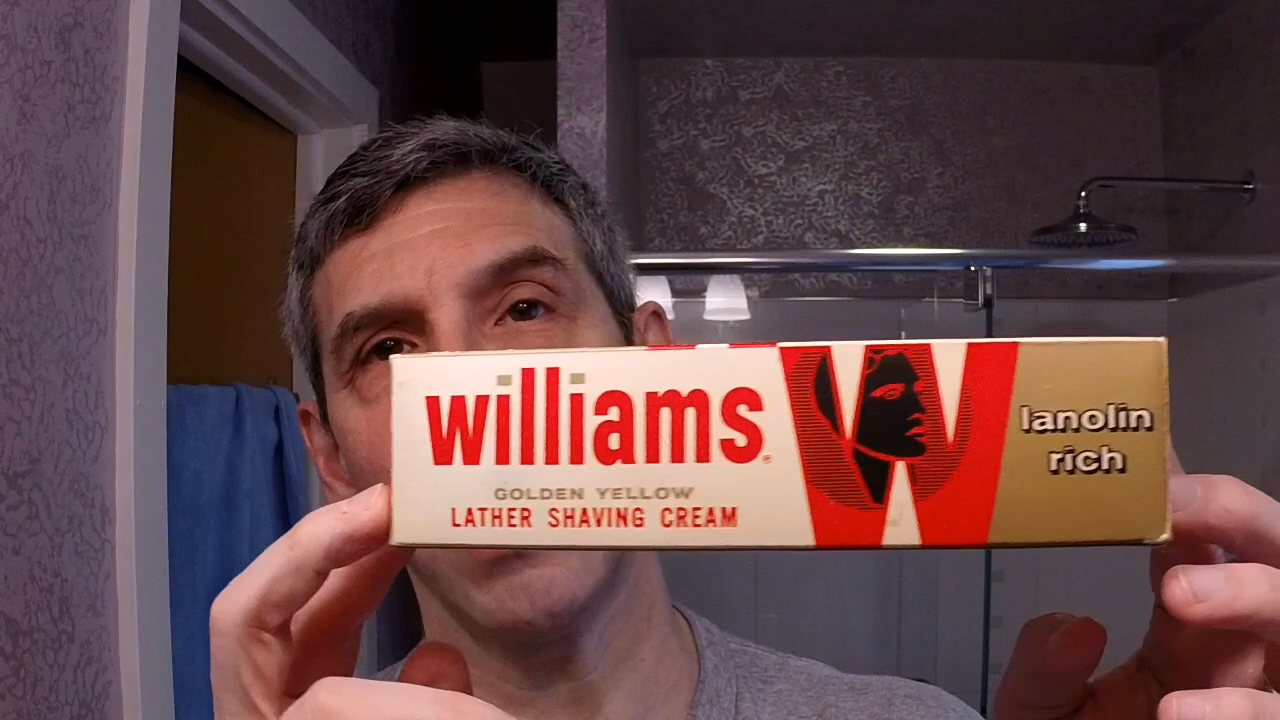 williams
GOLDEN YELLOW
LATHER SHAVING CREAM
W
lanolin
rich